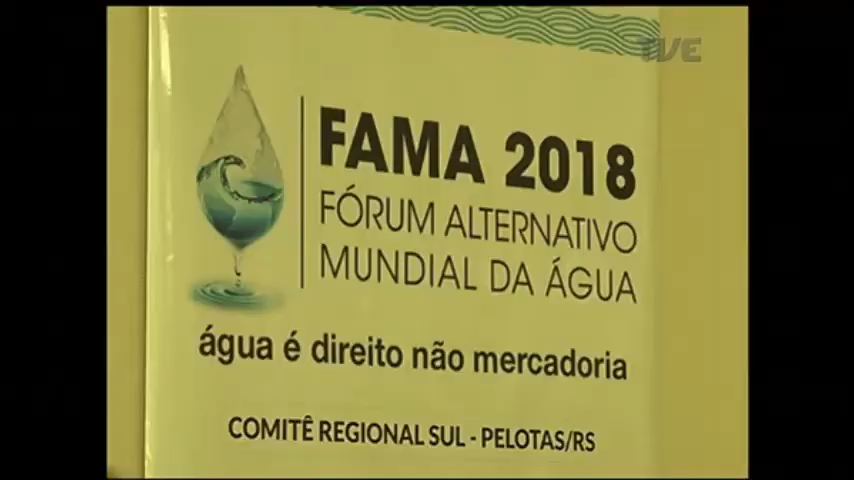 TVE
FAMA 2018
FÓRUM ALTERNATIVO
MUNDIAL DA ÁGUA
água é direito não mercadoria
COMITÊ REGIONAL SUL - PELOTAS/RS